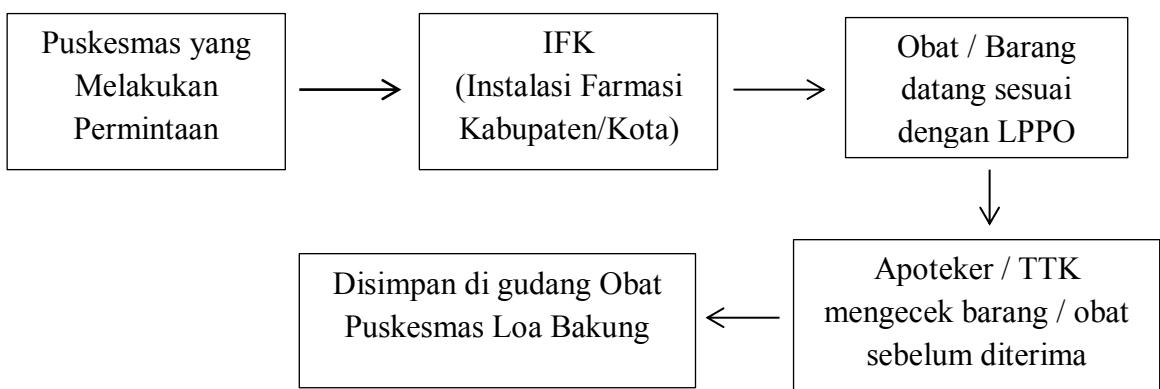 Puskesmas yang
Melakukan
Permintaan
IFK
(Instalasi Farmasi
Kabupaten/Kota)
Obat / Barang
datang sesuai
dengan LPPO
Apoteker / TTK
mengecek barang / obat
sebelum diterima
Disimpan di gudang Obat
Puskesmas Loa Bakung